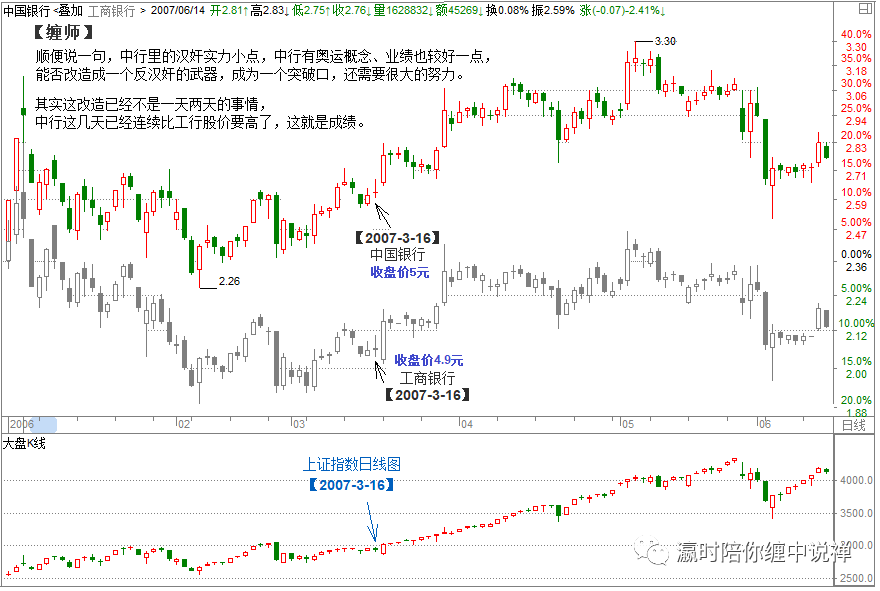 中国银行 <叠加 工商银行 > 2007/06/14 开2.81↑高2.83↓低2.75↑收2.76↓量1628832↓额45269↓换0.08% 振2.59% 涨(-0.07)-2.41%↓
【缠师】
顺便说一句，中行里的汉奸实力小点，中行有奥运概念、业绩也较好一点，
能否改造成一个反汉奸的武器，成为一个突破口，还需要很大的努力。
其实这改造已经不是一天两天的事情，
中行这几天已经连续比工行股价要高了，这就是成绩。
3.30
2.26
【2007-3-16】
中国银行
收盘价5元
收盘价4.9元
工商银行
【2007-3-16】
40.0%
3.30
35.0%
3.18
30.0%
3.06
25.0%
2.94
20.0%
2.83
15.0%
2.71
10.0%
2.59
5.00%
2.47
0.00%
2.36
5.00%
2.24
10.00%
2.12
15.0%
2.00
20.0%
1.88
2006 02 03 04 05 06 日线
大盘K线
上证指数日线图
【2007-3-16】
4000.0
3500.0
3000.0
2500.0
瀛时陪你缠中说禅